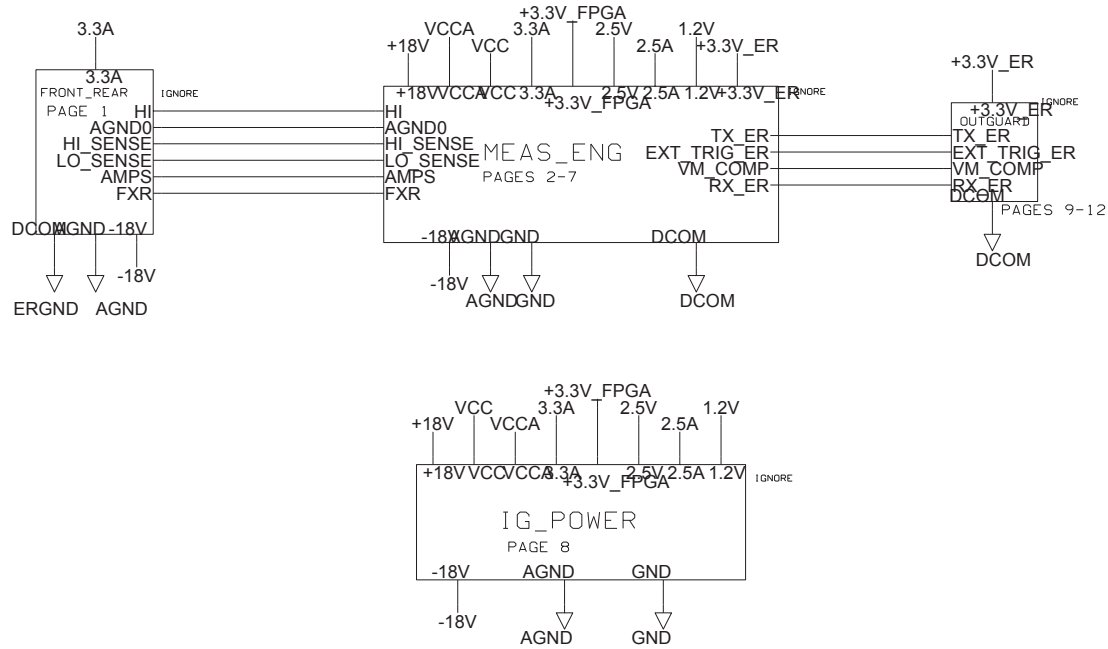 3.3A
3.3A
FRONT_REAR
IGNORE
PAGE 1
HI
AGND0
HI_SENSE
LO_SENSE
AMPS
FXR
DCOM AGND -18V
-18V
ERGND AGND
+3.3V_FPGA
VCCA 3.3A 2.5V 1.2V
+18V VCC 2.5A +3.3V_ER
+18V VCCA VCC 3.3A 2.5V 2.5A 1.2V +3.3V_ER
+3.3V_FPGA
IGNORE
HI
AGND0
HI_SENSE
LO_SENSE
AMPS
FXR
MEAS_ENG
PAGES 2-7
TX_ER
EXT_TRIG_ER
VM_COMP
RX_ER
-18V AGND GND DCOM
-18V
AGND GND DCOM
+3.3V_ER
IGNORE
+3.3V_ER
OUTGUARD
TX_ER
EXT_TRIG_ER
VM_COMP
RX_ER
DCOM
PAGES 9-12
DCOM
+3.3V_FPGA
VCC 3.3A 2.5V 1.2V
+18V VCCA 2.5A
+18V VCC VCCA 3.3A 2.5V 2.5A 1.2V
+3.3V_FPGA
IGNORE
IG_POWER
PAGE 8
-18V AGND GND
-18V
AGND GND